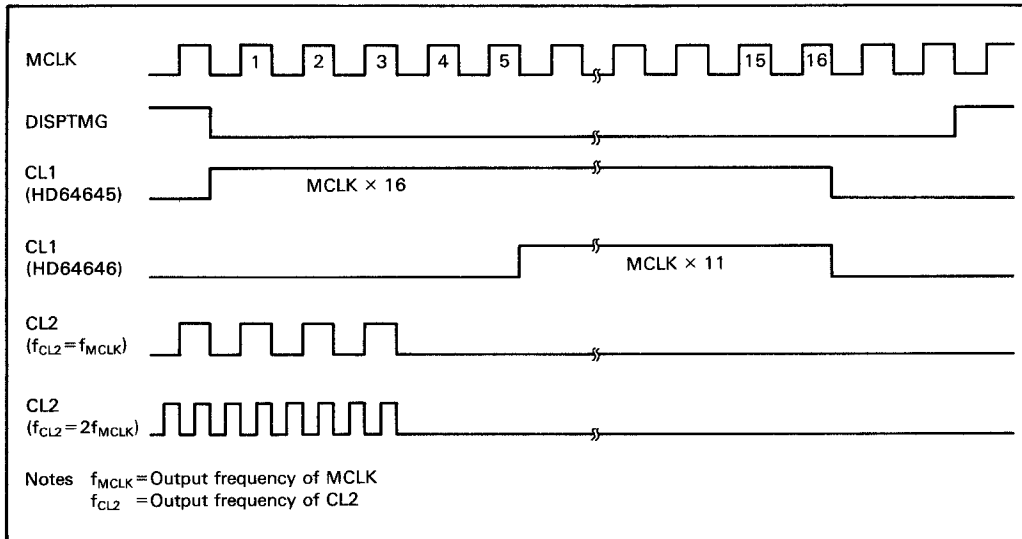 MCLK
1 2 3 4 5 15 16
DISPTMG
CL1
(HD64645)
MCLK × 16
CL1
(HD64646)
MCLK × 11
CL2
(fCL2=fMCLK)
CL2
(fCL2=2fMCLK)
Notes fMCLK=Output frequency of MCLK
fCL2 =Output frequency of CL2